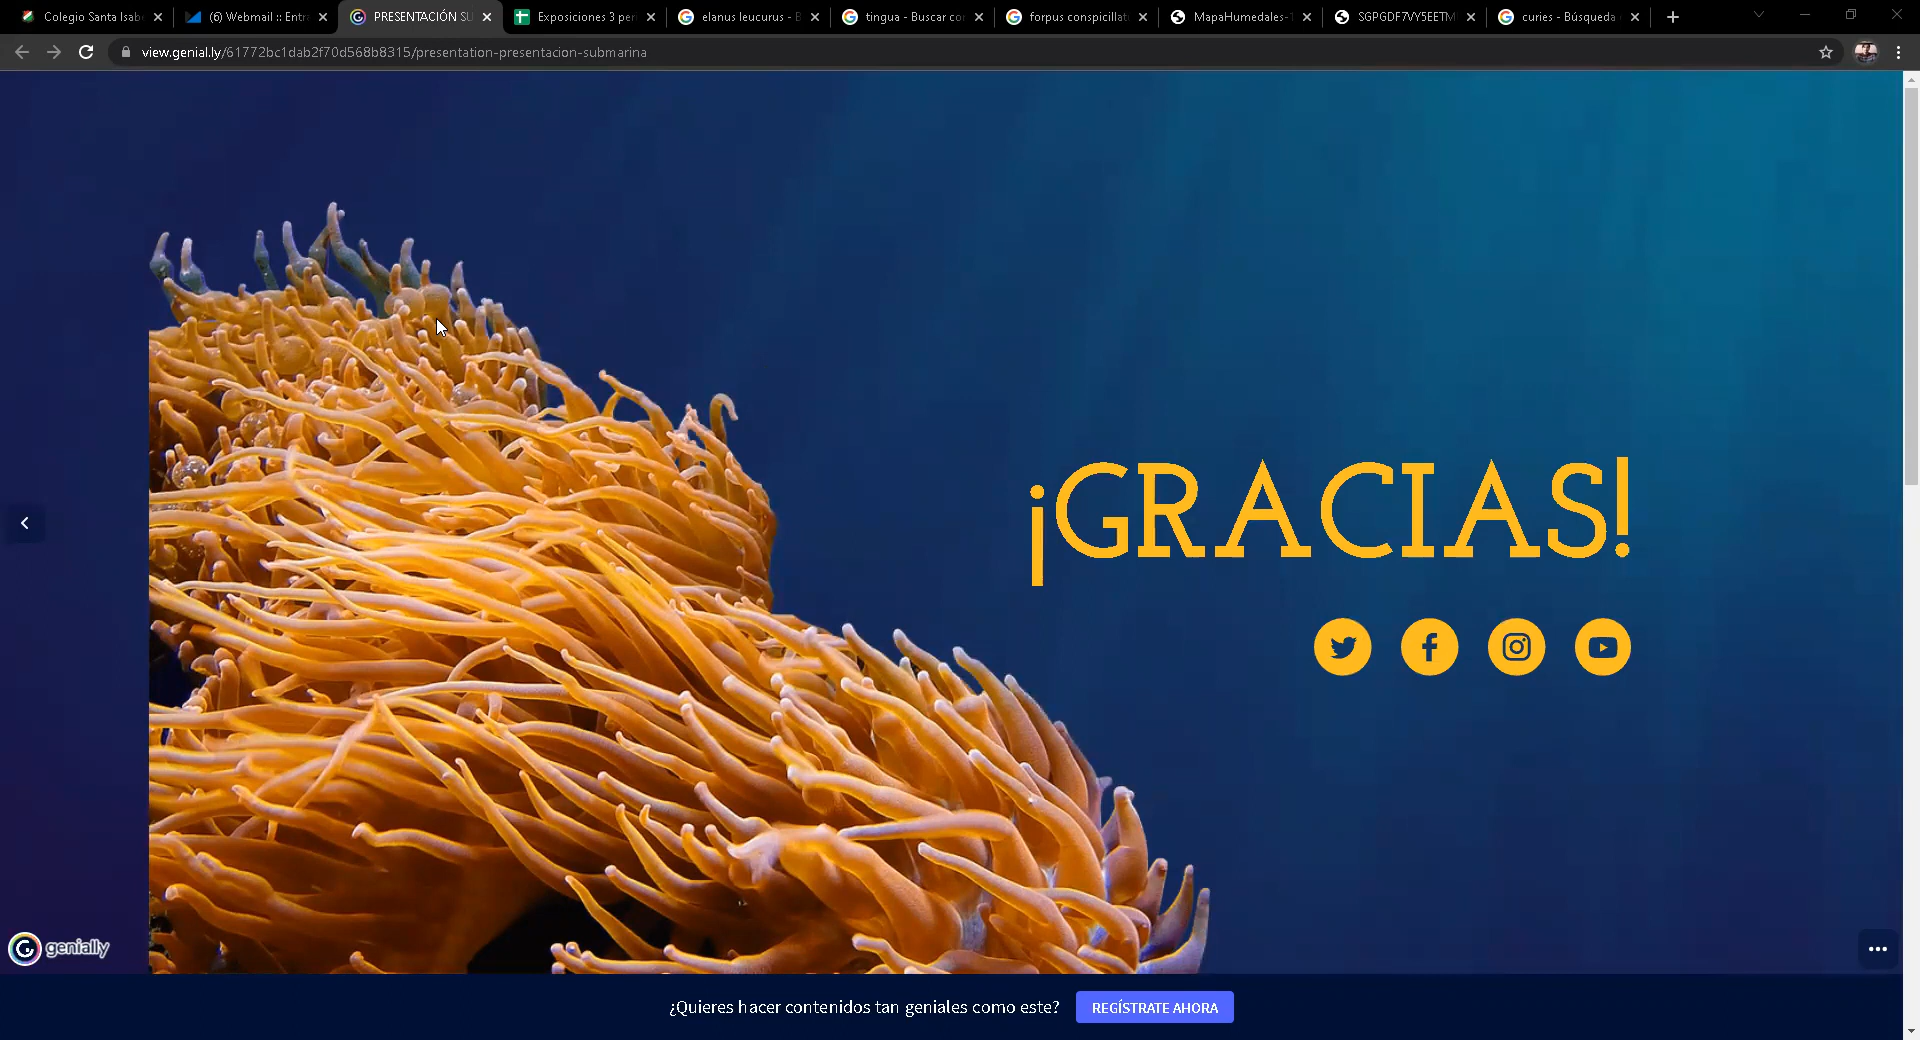 Colegio Santa Isab
(6) Webmail :: Entr
PRESENTACIÓN SU
Exposiciones 3 per
elanus leucurus - B
tingua - Buscar con
forpus conspicillat
MapaHumedales-
SGPGDF7VY5EETM
curies - Búsqueda
view.genial.ly/61772bc1dab2f70d568b8315/presentation-presentacion-submarina
¡GRACIAS!
genially
¿Quieres hacer contenidos tan geniales como este?
REGÍSTRATE AHORA